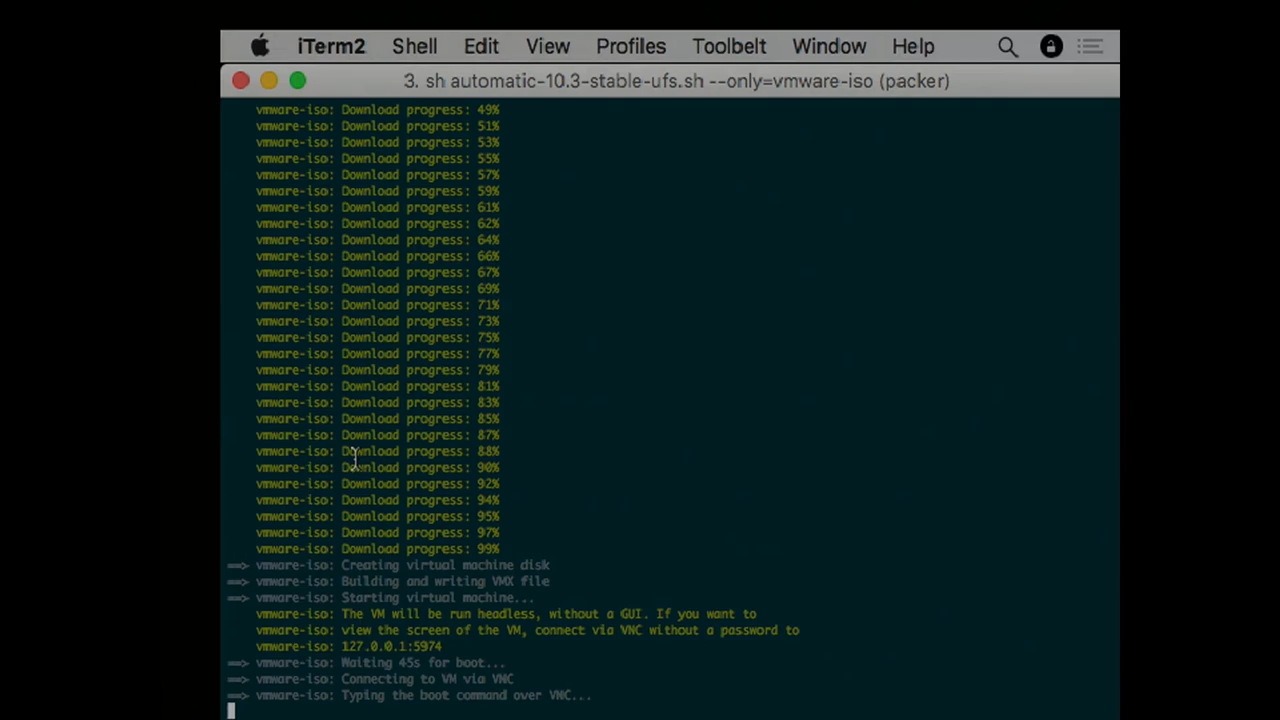 iTerm2 Shell Edit View Profiles Toolbelt Window Help
3. sh automatic-10.3-stable-ufs.sh --only=vmware-iso (packer)
vmware-iso: Download progress: 49%
vmware-iso: Download progress: 51%
vmware-iso: Download progress: 53%
vmware-iso: Download progress: 55%
vmware-iso: Download progress: 57%
vmware-iso: Download progress: 59%
vmware-iso: Download progress: 61%
vmware-iso: Download progress: 62%
vmware-iso: Download progress: 64%
vmware-iso: Download progress: 66%
vmware-iso: Download progress: 67%
vmware-iso: Download progress: 69%
vmware-iso: Download progress: 71%
vmware-iso: Download progress: 73%
vmware-iso: Download progress: 75%
vmware-iso: Download progress: 77%
vmware-iso: Download progress: 79%
vmware-iso: Download progress: 81%
vmware-iso: Download progress: 83%
vmware-iso: Download progress: 85%
vmware-iso: Download progress: 87%
vmware-iso: Download progress: 88%
vmware-iso: Download progress: 90%
vmware-iso: Download progress: 92%
vmware-iso: Download progress: 94%
vmware-iso: Download progress: 95%
vmware-iso: Download progress: 97%
vmware-iso: Download progress: 99%
==> vmware-iso: Creating virtual machine disk
==> vmware-iso: Building and writing VMX file
==> vmware-iso: Starting virtual machine...
vmware-iso: The VM will be run headless, without a GUI. If you want to
vmware-iso: view the screen of the VM, connect via VNC without a password to
vmware-iso: 127.0.0.1:5974
==> vmware-iso: Waiting 45s for boot...
==> vmware-iso: Connecting to VM via VNC
==> vmware-iso: Typing the boot command over VNC...